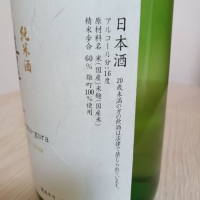 純米酒
gura
日本酒
アルコール分16度
原材料名 米(国産)米麹(国産米)
精米歩合 60% 雄町100%使用
20歳未満の方の飲酒は法律で禁じられています。